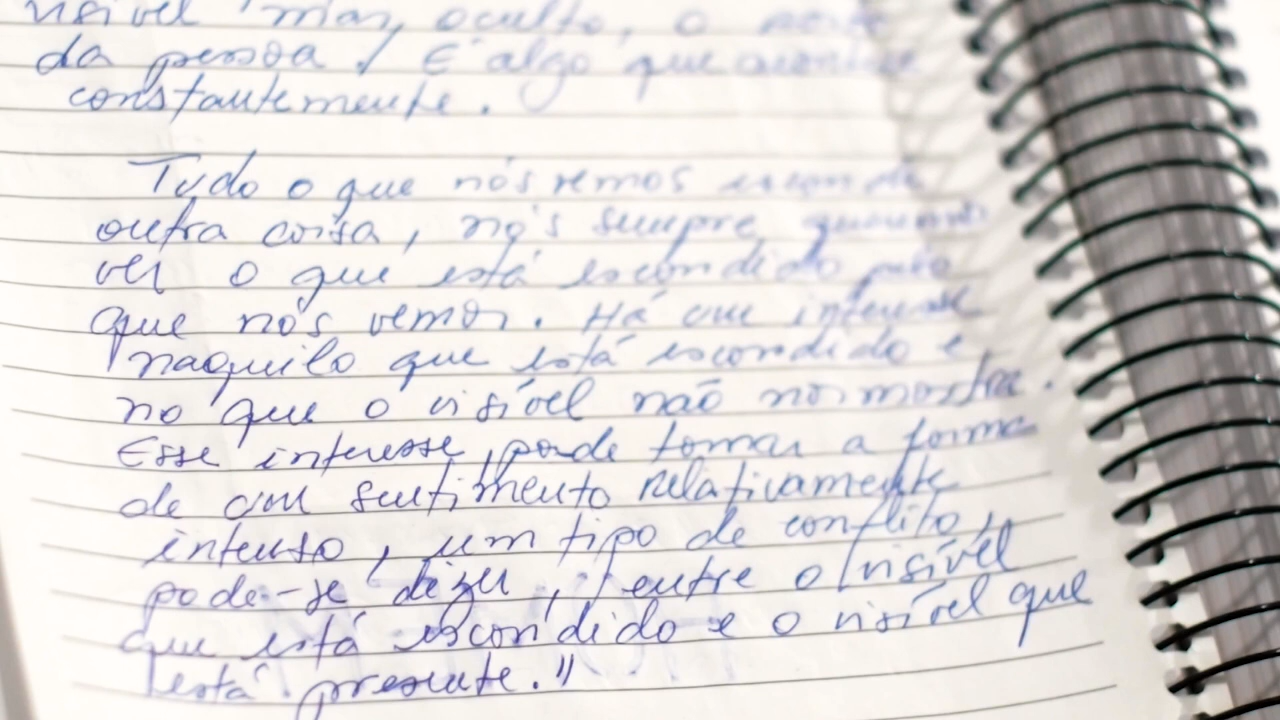 visível mas oculto, o
da pessoa. É algo que acontece
constantemente.
Tudo o que nós vemos esconde
outra coisa, nós sempre queremos
ver o que está escondido pelo
que nós vemos. Há um interesse
naquilo que está escondido e
no que o visível não nos mostra.
Esse interesse pode tomar a forma
de um sentimento relativamente
intenso, um tipo de conflito,
pode-se dizer, entre o visível
que está escondido e o visível que
está presente."